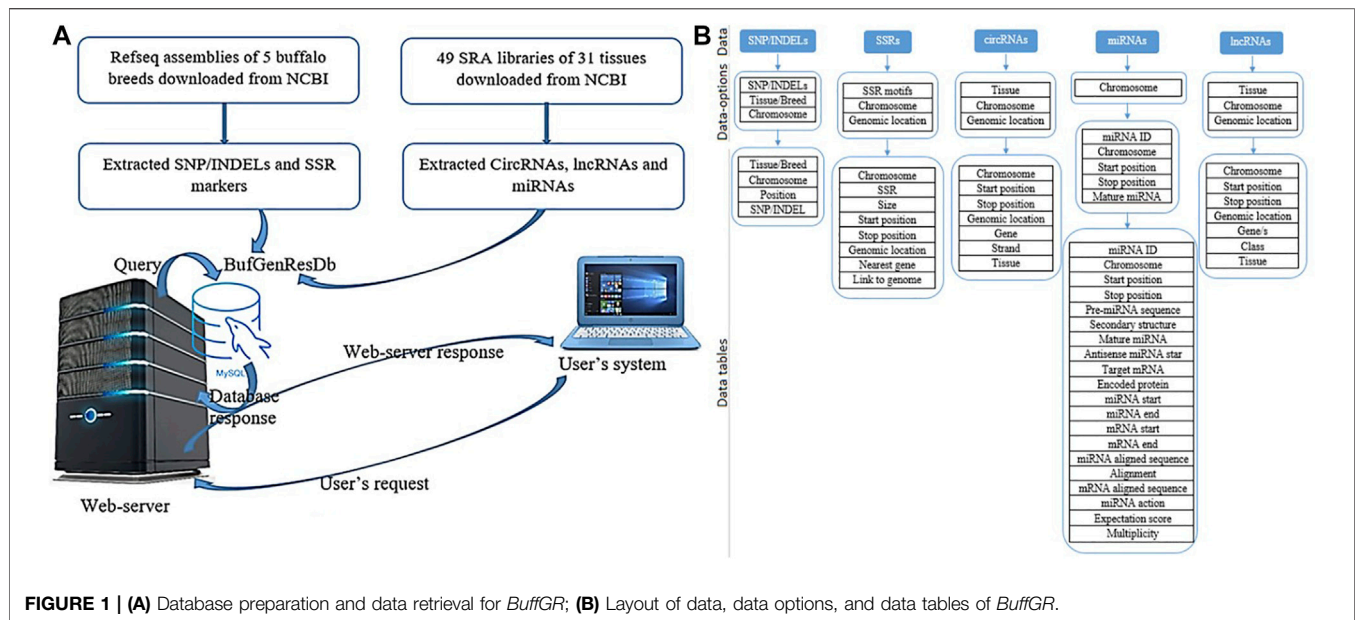 A
Refseq assemblies of 5 buffalo
breeds downloaded from NCBI
49 SRA libraries of 31 tissues
downloaded from NCBI
Extracted SNP/INDELs and SSR
markers
Extracted CircRNAs, lncRNAs and
miRNAs
Query
BufGenResDb
MySQL
Web-server response
User's system
Database
response
User's request
Web-server
B
Data
SNP/INDELs
SSRs
circRNAs
miRNAs
lncRNAs
Data-options
SNP/INDELs
Tissue/Breed
Chromosome
SSR motifs
Chromosome
Genomic location
Tissue
Chromosome
Genomic location
Chromosome
Tissue
Chromosome
Genomic location
Data tables
Tissue/Breed
Chromosome
Position
SNP/INDEL
Chromosome
SSR
Size
Start position
Stop position
Genomic location
Nearest gene
Link to genome
Chromosome
Start position
Stop position
Genomic location
Gene
Strand
Tissue
miRNA ID
Chromosome
Start position
Stop position
Mature miRNA
miRNA ID
Chromosome
Start position
Stop position
Pre-miRNA sequence
Secondary structure
Mature miRNA
Antisense miRNA star
Target mRNA
Encoded protein
miRNA start
miRNA end
mRNA start
mRNA end
miRNA aligned sequence
Alignment
mRNA aligned sequence
miRNA action
Expectation score
Multiplicity
Chromosome
Start position
Stop position
Genomic location
Gene/s
Class
Tissue
FIGURE 1 | (A) Database preparation and data retrieval for BuffGR; (B) Layout of data, data options, and data tables of BuffGR.